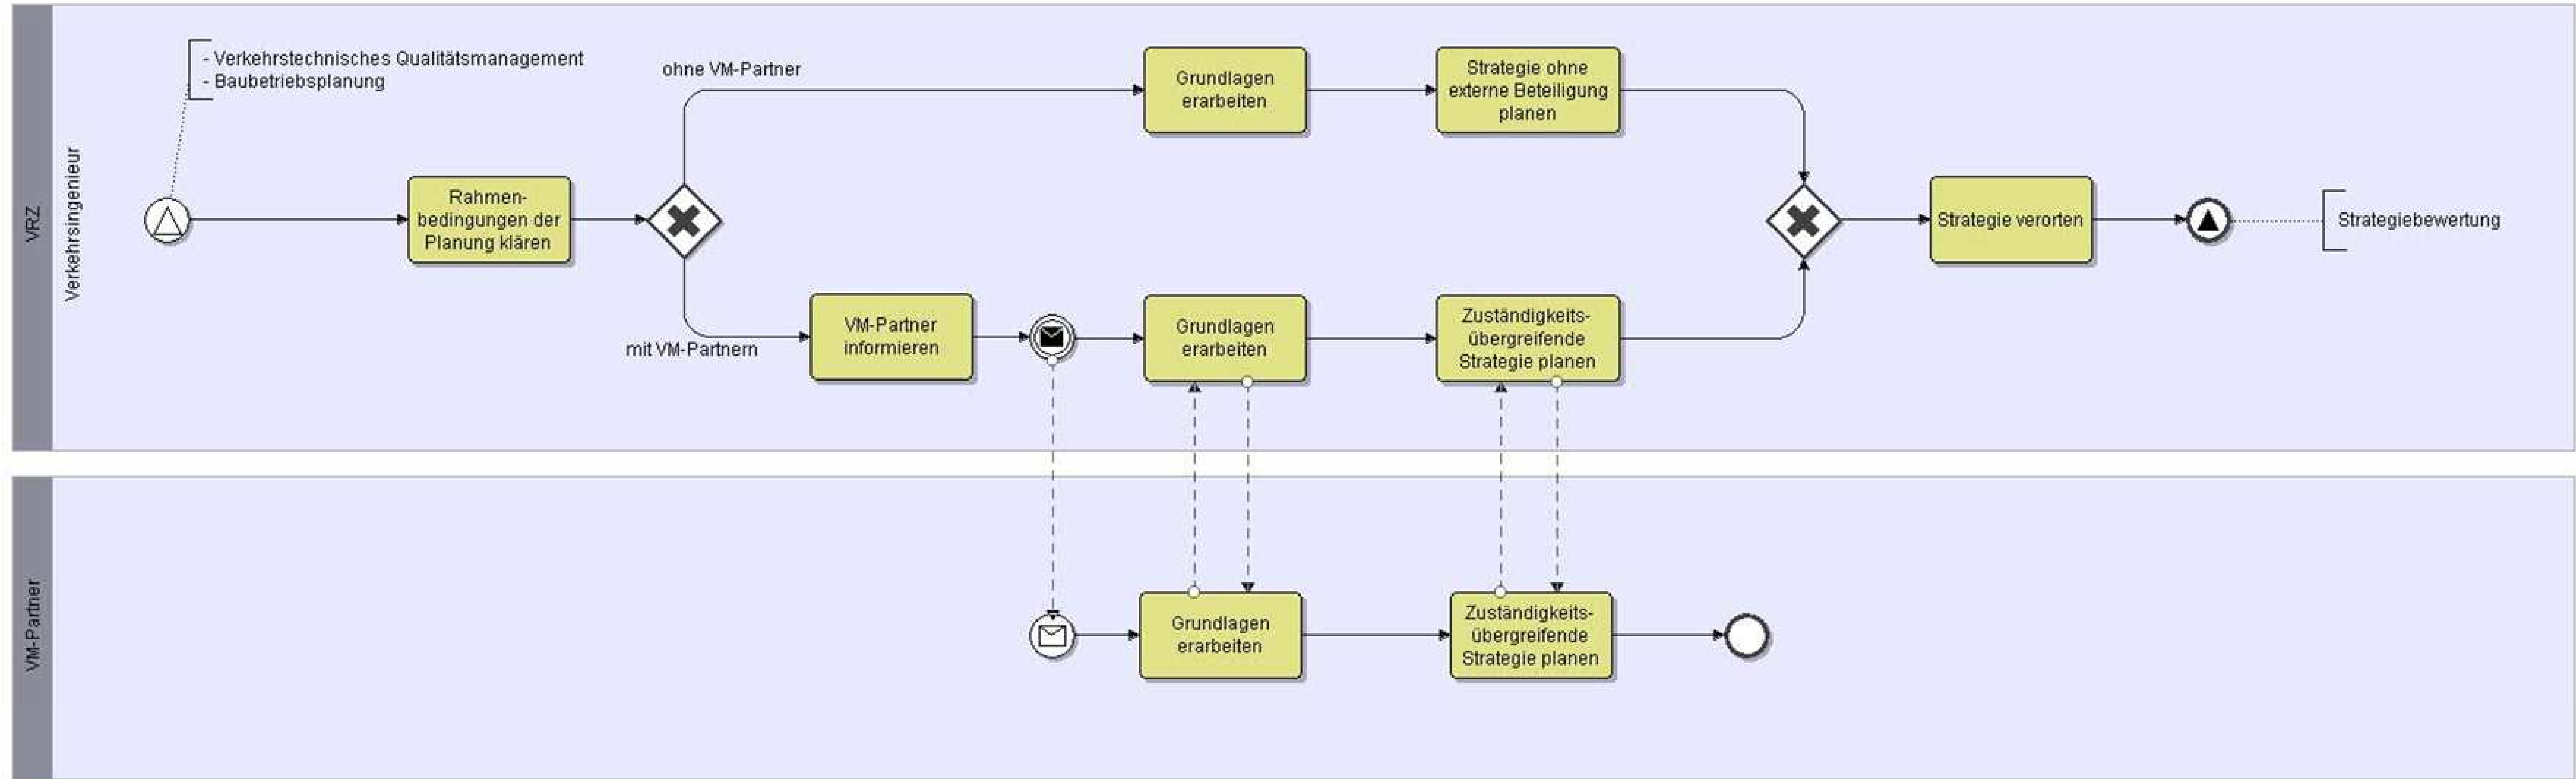 VRZ
Verkehrsingenieur
- Verkehrstechnisches Qualitätsmanagement
- Baubetriebsplanung
Rahmen-
bedingungen der
Planung klären
ohne VM-Partner
Grundlagen
erarbeiten
Strategie ohne
externe Beteiligung
planen
mit VM-Partnern
VM-Partner
informieren
Grundlagen
erarbeiten
Zuständigkeits-
übergreifende
Strategie planen
Strategie verorten
Strategiebewertung
VM-Partner
Grundlagen
erarbeiten
Zuständigkeits-
übergreifende
Strategie planen